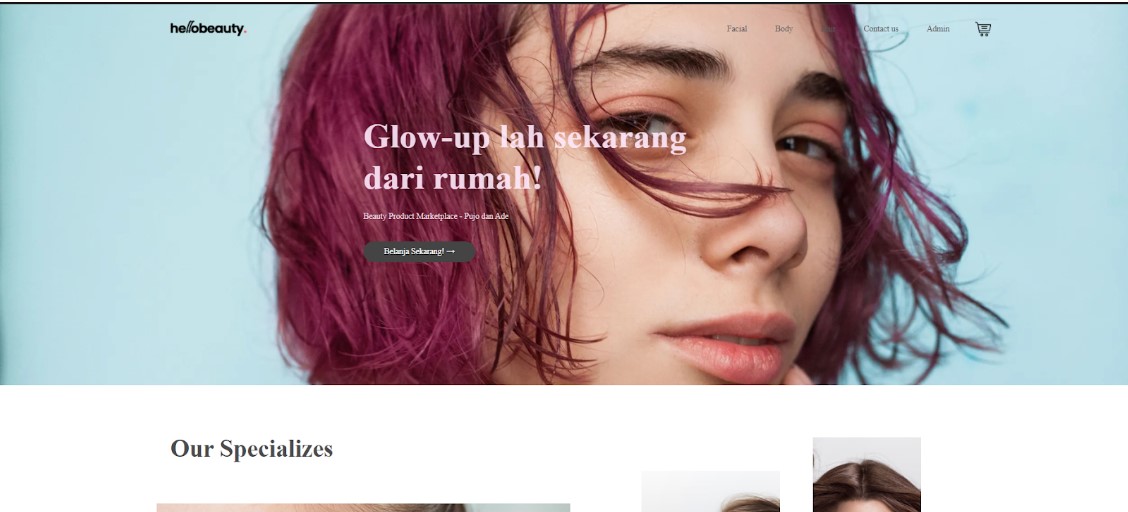 hellobeauty.
Facial Body Contact us Admin
Glow-up lah sekarang
dari rumah!
Beauty Product Marketplace - Pujo dan Ade
Belanja Sekarang! →
Our Specializes